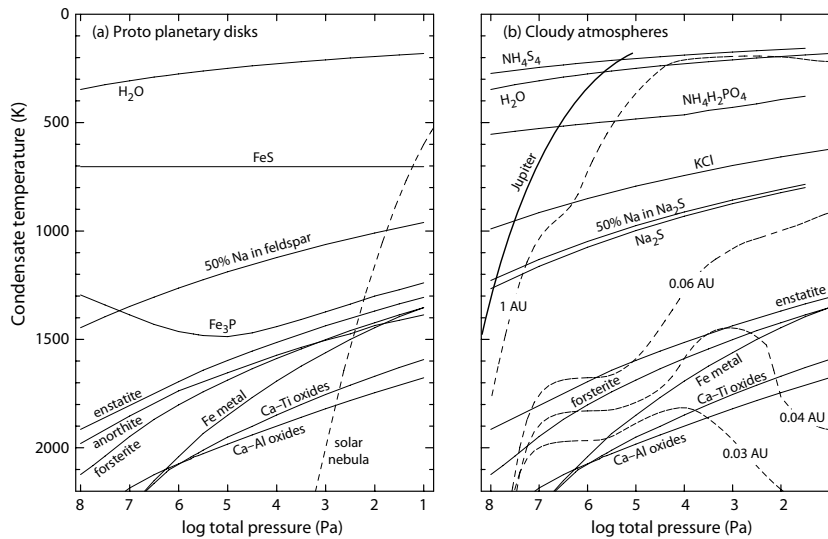 (a) Proto planetary disks
H₂O
FeS
50% Na in feldspar
Fe₃P
enstatite
anorthite
forsterite
Fe metal
Ca–Ti oxides
Ca–Al oxides
solar
nebula
Condensate temperature (K)
0
500
1000
1500
2000
8 7 6 5 4 3 2 1
log total pressure (Pa)
(b) Cloudy atmospheres
NH₄S₄
H₂O
NH₄H₂PO₄
Jupiter
KCl
50% Na in Na₂S
Na₂S
1 AU
0.06 AU
enstatite
forsterite
Fe metal
Ca–Ti oxides
Ca–Al oxides
0.04 AU
0.03 AU
8 7 6 5 4 3 2
log total pressure (Pa)